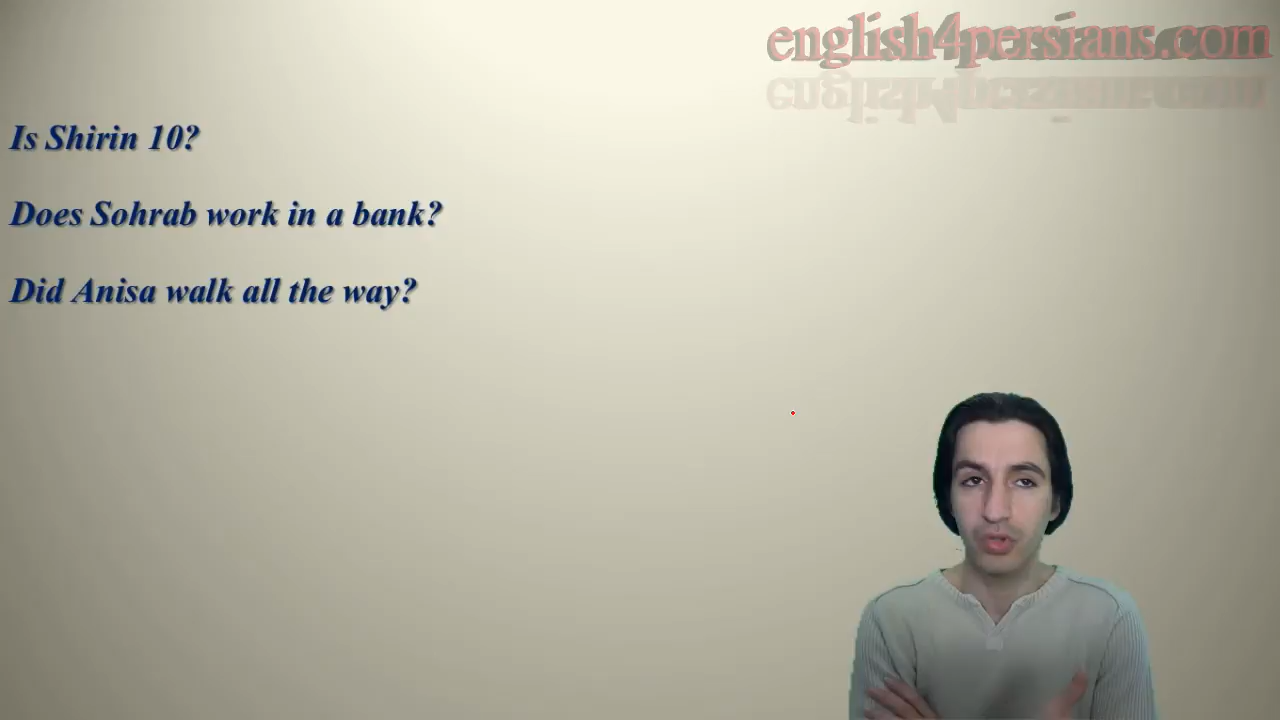 english4persians.com
Is Shirin 10?
Does Sohrab work in a bank?
Did Anisa walk all the way?